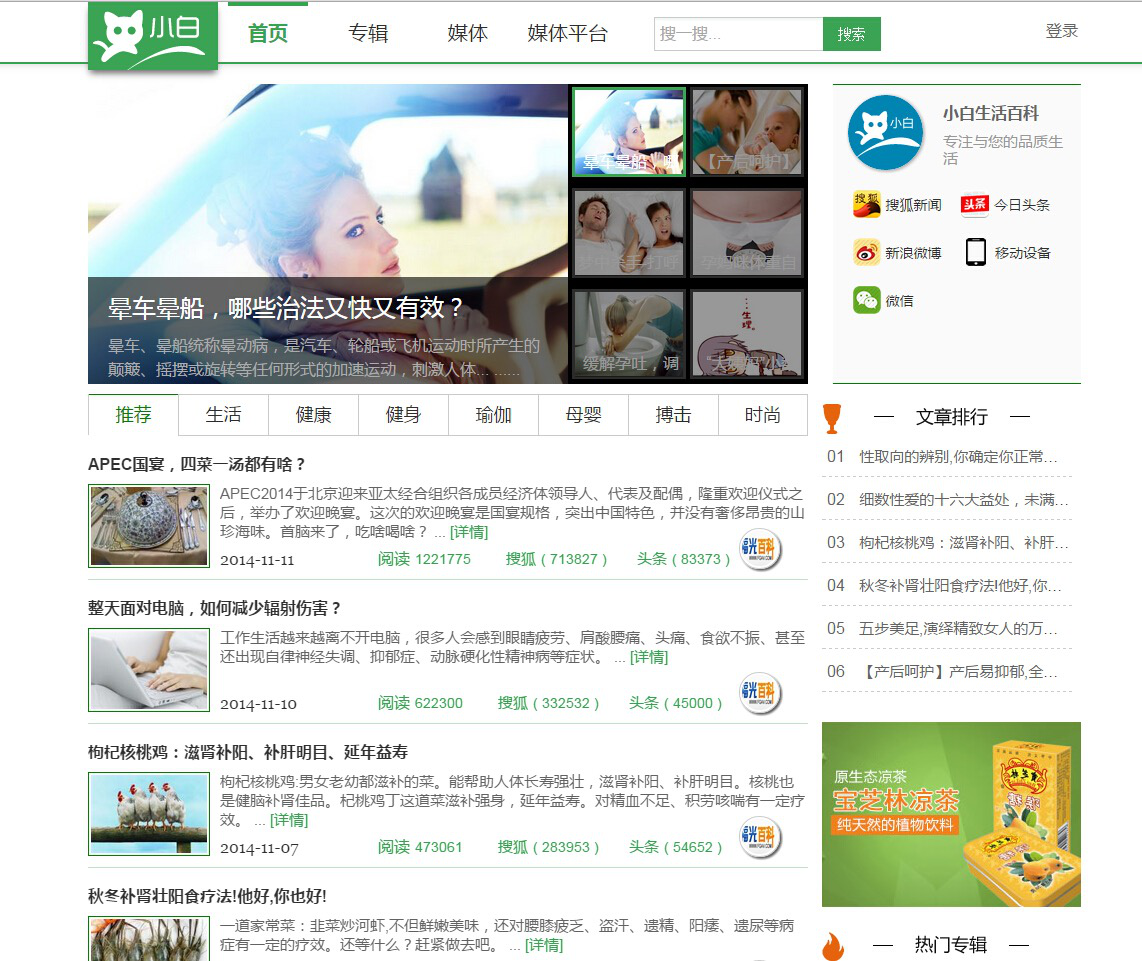 小白
首页
专辑
媒体
媒体平台
搜一搜...
搜索
登录
晕车晕船，哪些治法又快又有效？
晕车、晕船统称晕动病，是汽车、轮船或飞机运动时所产生的
颠簸、摇摆或旋转等任何形式的加速运动，刺激人体... ......
晕车晕船，哪
【产后呵护】
缓解孕吐，调
生理
小白
小白生活百科
专注与您的品质生
活
搜狐
搜狐新闻
头条
今日头条
新浪微博
移动设备
微信
推荐
生活
健康
健身
瑜伽
母婴
搏击
时尚
APEC国宴，四菜一汤都有啥？
APEC2014于北京迎来亚太经合组织各成员经济体领导人、代表及配偶，隆重欢迎仪式之
后，举办了欢迎晚宴。这次的欢迎晚宴是国宴规格，突出中国特色，并没有奢侈昂贵的山
珍海味。首脑来了，吃啥喝啥？ ... [详情]
2014-11-11
阅读 1221775
搜狐 ( 713827 )
头条 ( 83373 )
整天面对电脑，如何减少辐射伤害？
工作生活越来越离不开电脑，很多人会感到眼睛疲劳、肩酸腰痛、头痛、食欲不振、甚至
还出现自律神经失调、抑郁症、动脉硬化性精神病等症状。 ... [详情]
2014-11-10
阅读 622300
搜狐 ( 332532 )
头条 ( 45000 )
枸杞核桃鸡：滋肾补阳、补肝明目、延年益寿
枸杞核桃鸡:男女老幼都滋补的菜。能帮助人体长寿强壮，滋肾补阳、补肝明目。核桃也
是健脑补肾佳品。杞桃鸡丁这道菜滋补强身，延年益寿。对精血不足、积劳咳喘有一定疗
效。 ... [详情]
2014-11-07
阅读 473061
搜狐 ( 283953 )
头条 ( 54652 )
秋冬补肾壮阳食疗法!他好,你也好!
一道家常菜：韭菜炒河虾,不但鲜嫩美味，还对腰膝疲乏、盗汗、遗精、阳痿、遗尿等病
症有一定的疗效。还等什么？赶紧做去吧。 ... [详情]
文章排行
01 性取向的辨别,你确定你正常...
02 细数性爱的十六大益处，未满...
03 枸杞核桃鸡：滋肾补阳、补肝...
04 秋冬补肾壮阳食疗法!他好,你...
05 五步美足,演绎精致女人的万...
06 【产后呵护】产后易抑郁,全...
原生态凉茶
宝芝林凉茶
纯天然的植物饮料
热门专辑